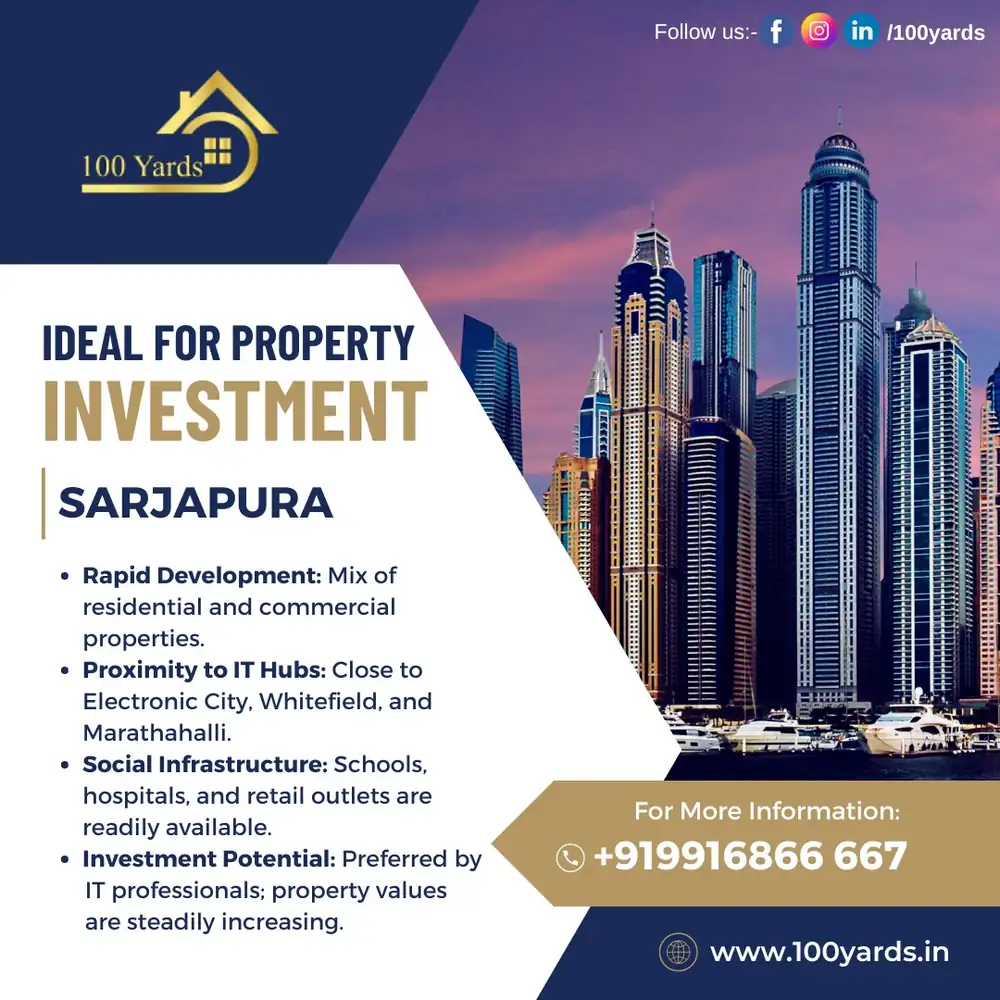 Follow us:- /100yards
100 Yards
IDEAL FOR PROPERTY
INVESTMENT
SARJAPURA
• Rapid Development: Mix of
residential and commercial
properties.
• Proximity to IT Hubs: Close to
Electronic City, Whitefield, and
Marathahalli.
• Social Infrastructure: Schools,
hospitals, and retail outlets are
readily available.
• Investment Potential: Preferred by
IT professionals; property values
are steadily increasing.
For More Information:
+919916866 667
www.100yards.in